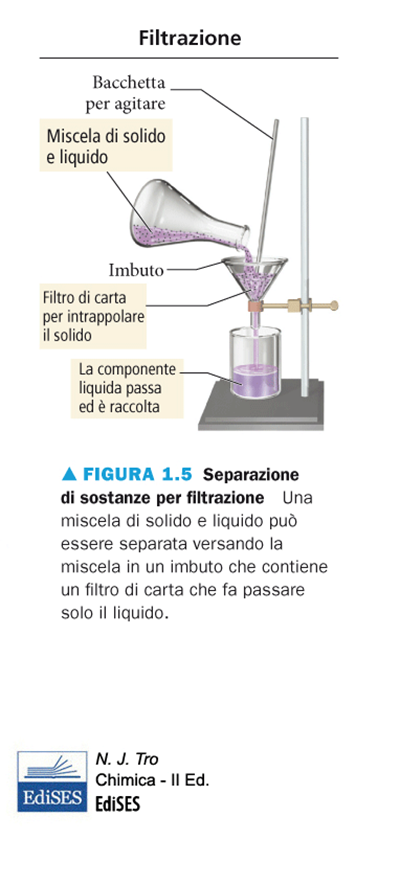 Filtrazione
Bacchetta
per agitare
Miscela di solido
e liquido
Imbuto
Filtro di carta
per intrappolare
il solido
La componente
liquida passa
ed è raccolta
▲ FIGURA 1.5 Separazione
di sostanze per filtrazione Una
miscela di solido e liquido può
essere separata versando la
miscela in un imbuto che contiene
un filtro di carta che fa passare
solo il liquido.
EdiSES
N. J. Tro
Chimica - II Ed.
EdiSES